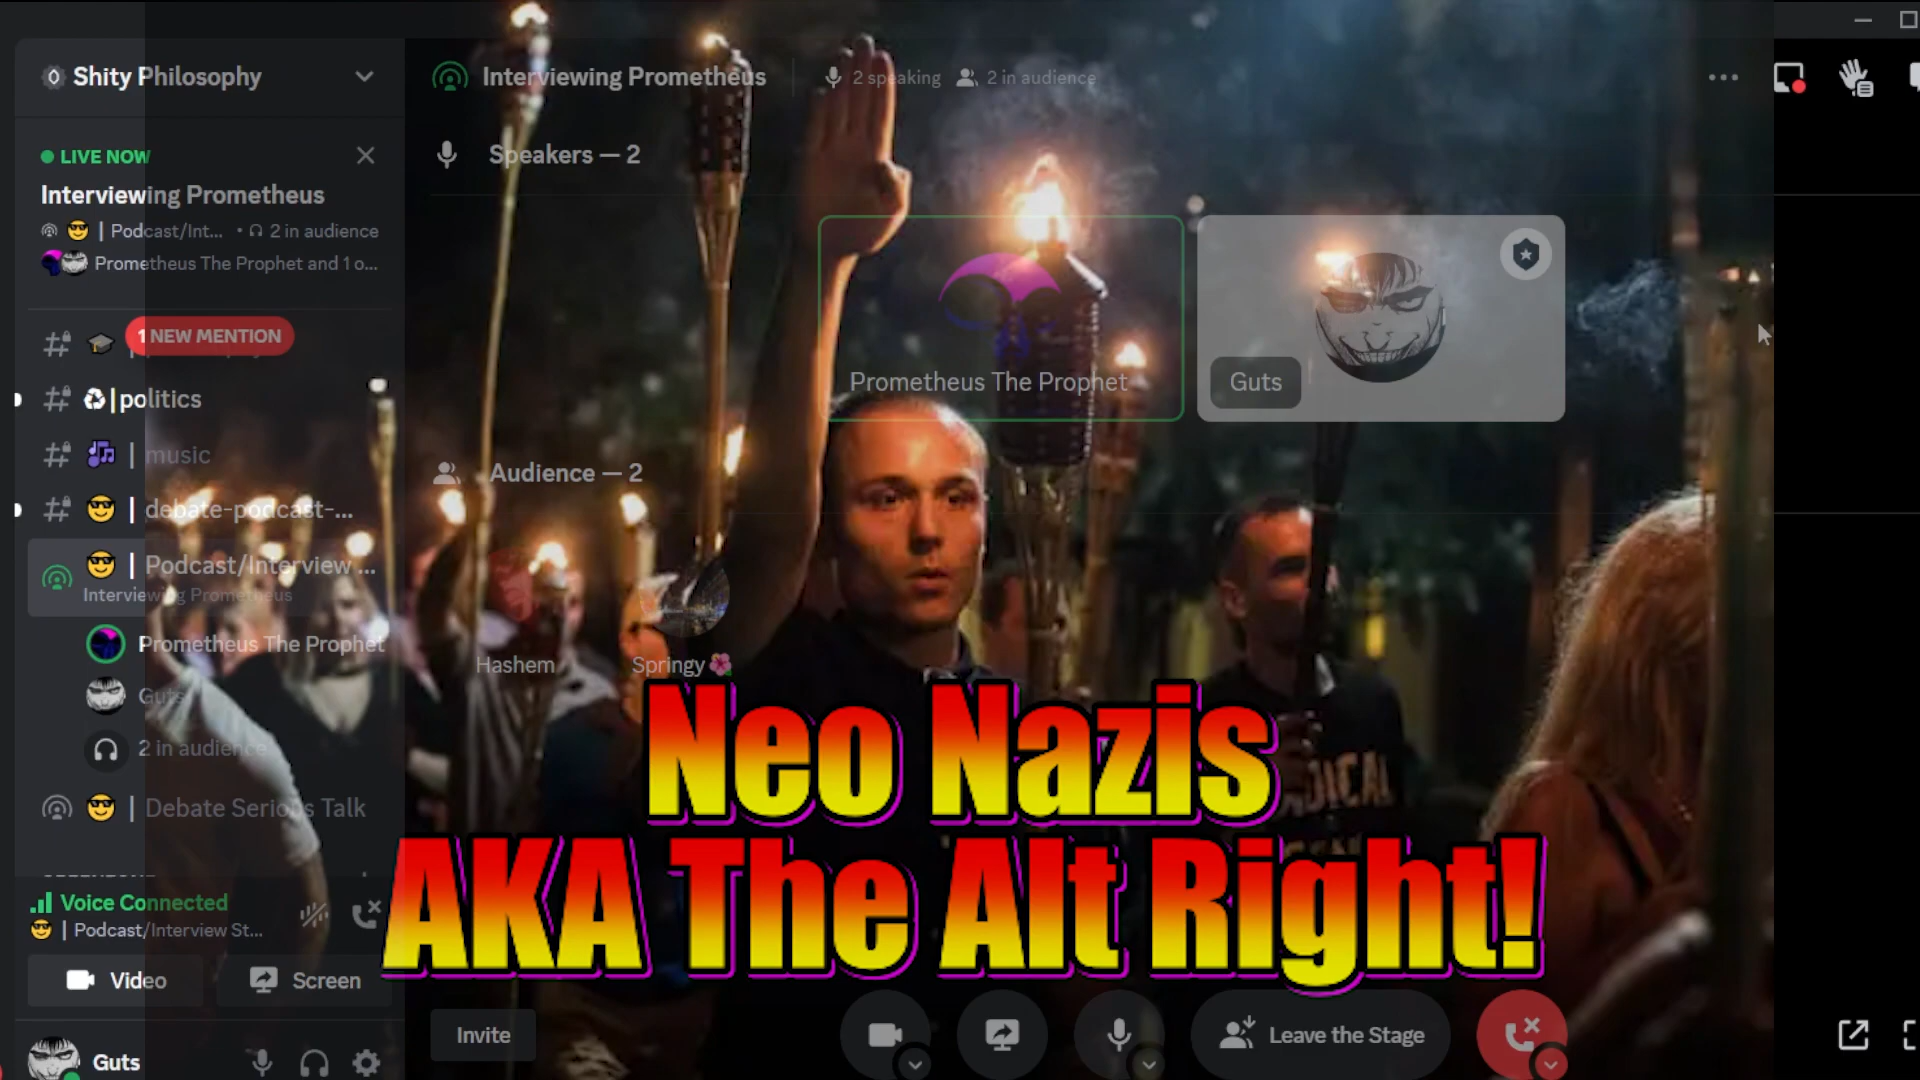 Shity Philosophy
LIVE NOW
Interviewing Prometheus
| Podcast/Int... • 2 in audience
Prometheus The Prophet and 1 o...
1 NEW MENTION
|politics
| music
| debate-podcast-...
| Podcast/Interview ...
Interviewing Prometheus
Prometheus The Prophet
Guts
2 in audience
| Debate Serious Talk
Voice Connected
| Podcast/Interview St...
Video
Screen
Guts
Interviewing Prometheus
2 speaking
2 in audience
Speakers — 2
Prometheus The Prophet
Guts
Audience — 2
Hashem
Springy
Neo Nazis
AKA The Alt Right!
Invite
Leave the Stage